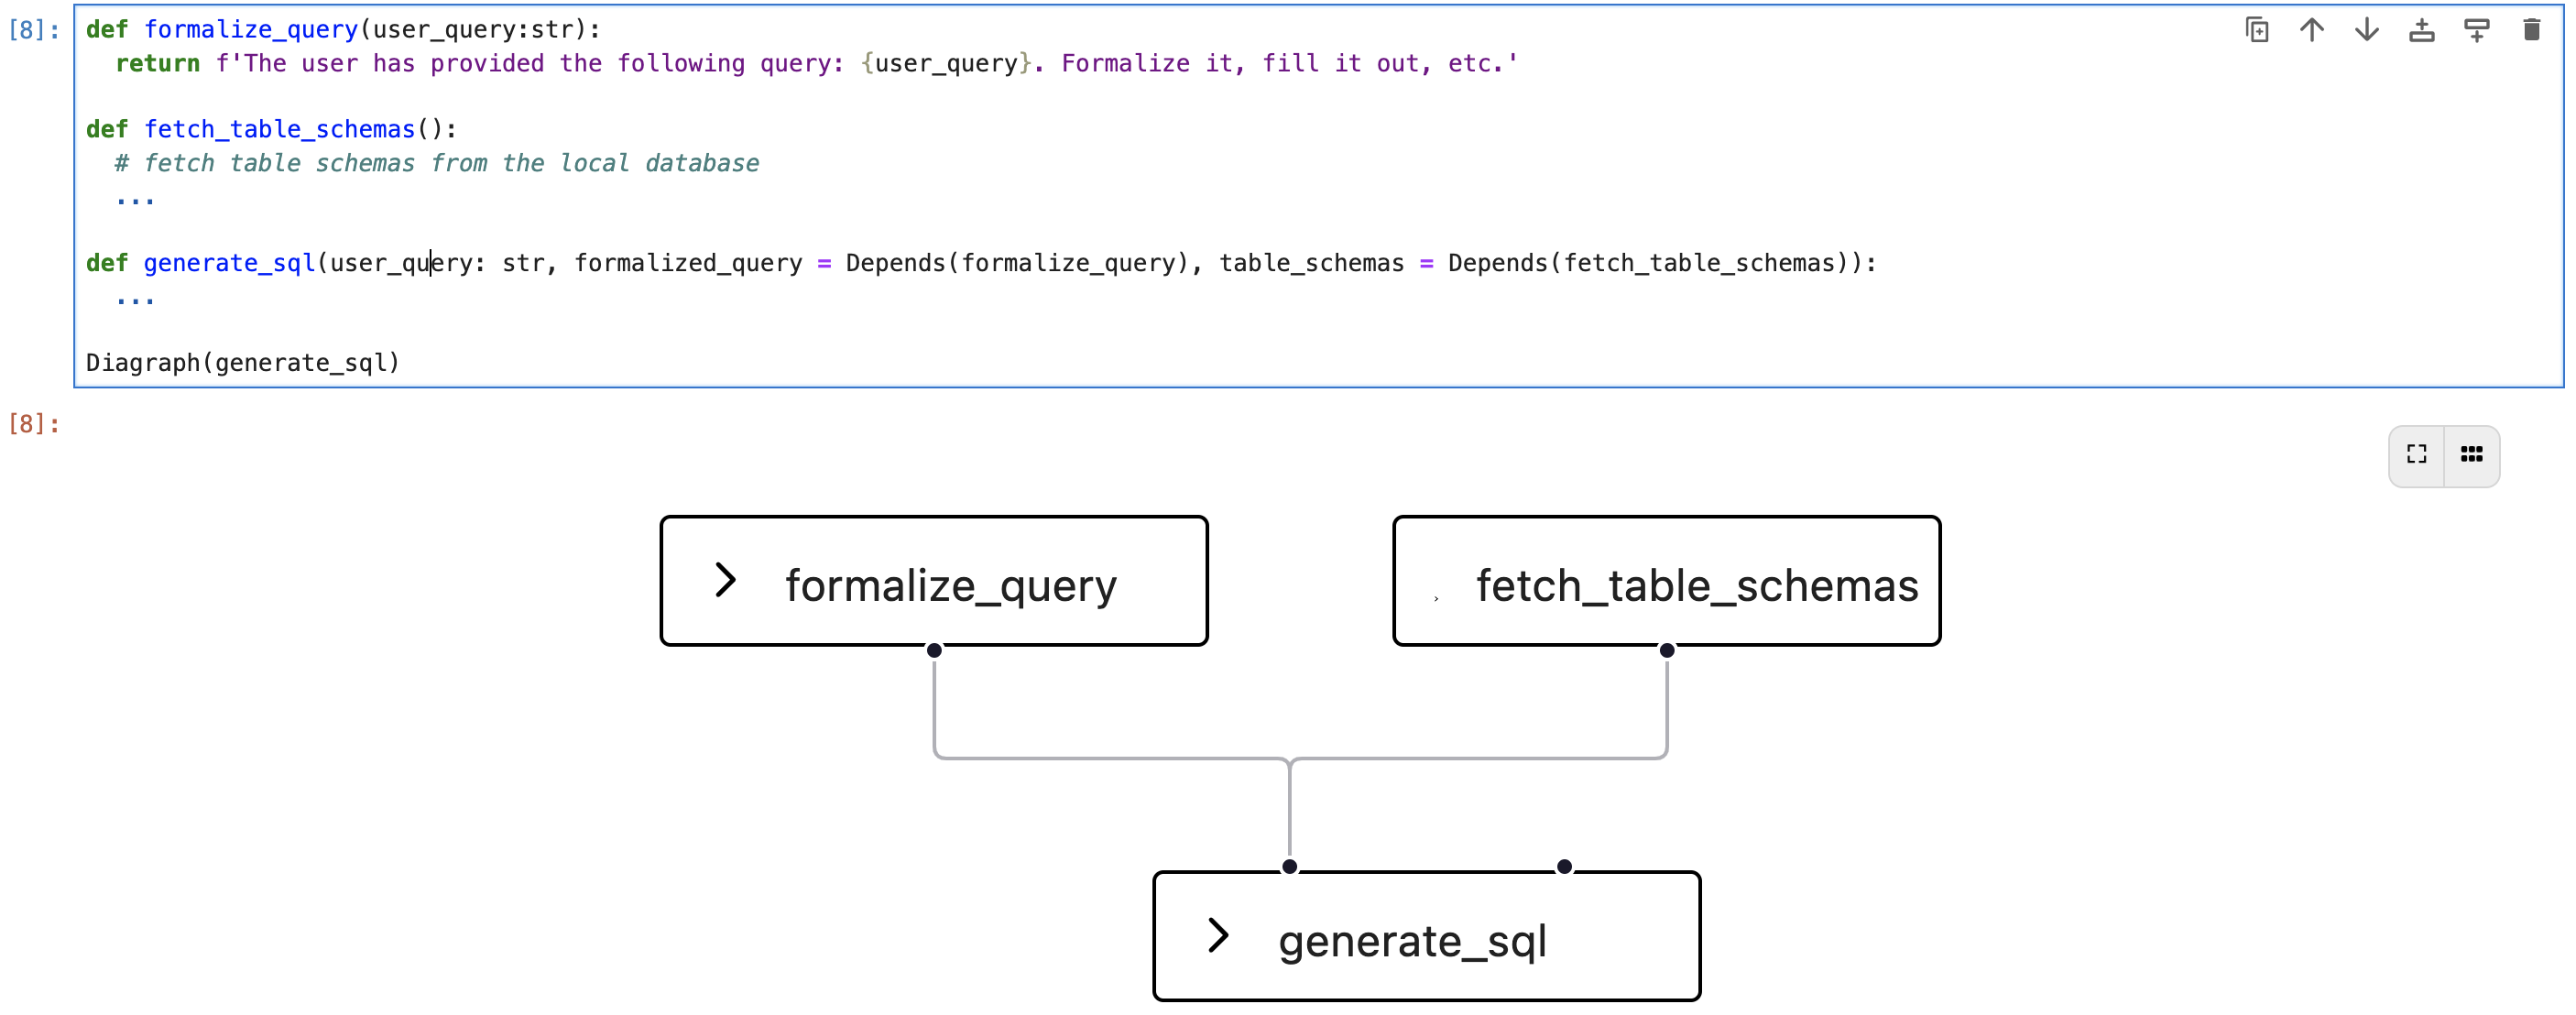 [8]: def formalize_query(user_query:str):
  return f'The user has provided the following query: {user_query}. Formalize it, fill it out, etc.'
def fetch_table_schemas():
  # fetch table schemas from the local database
  ...
def generate_sql(user_query: str, formalized_query = Depends(formalize_query), table_schemas = Depends(fetch_table_schemas)):
  ...
Diagraph(generate_sql)
[8]:
formalize_query
fetch_table_schemas
generate_sql